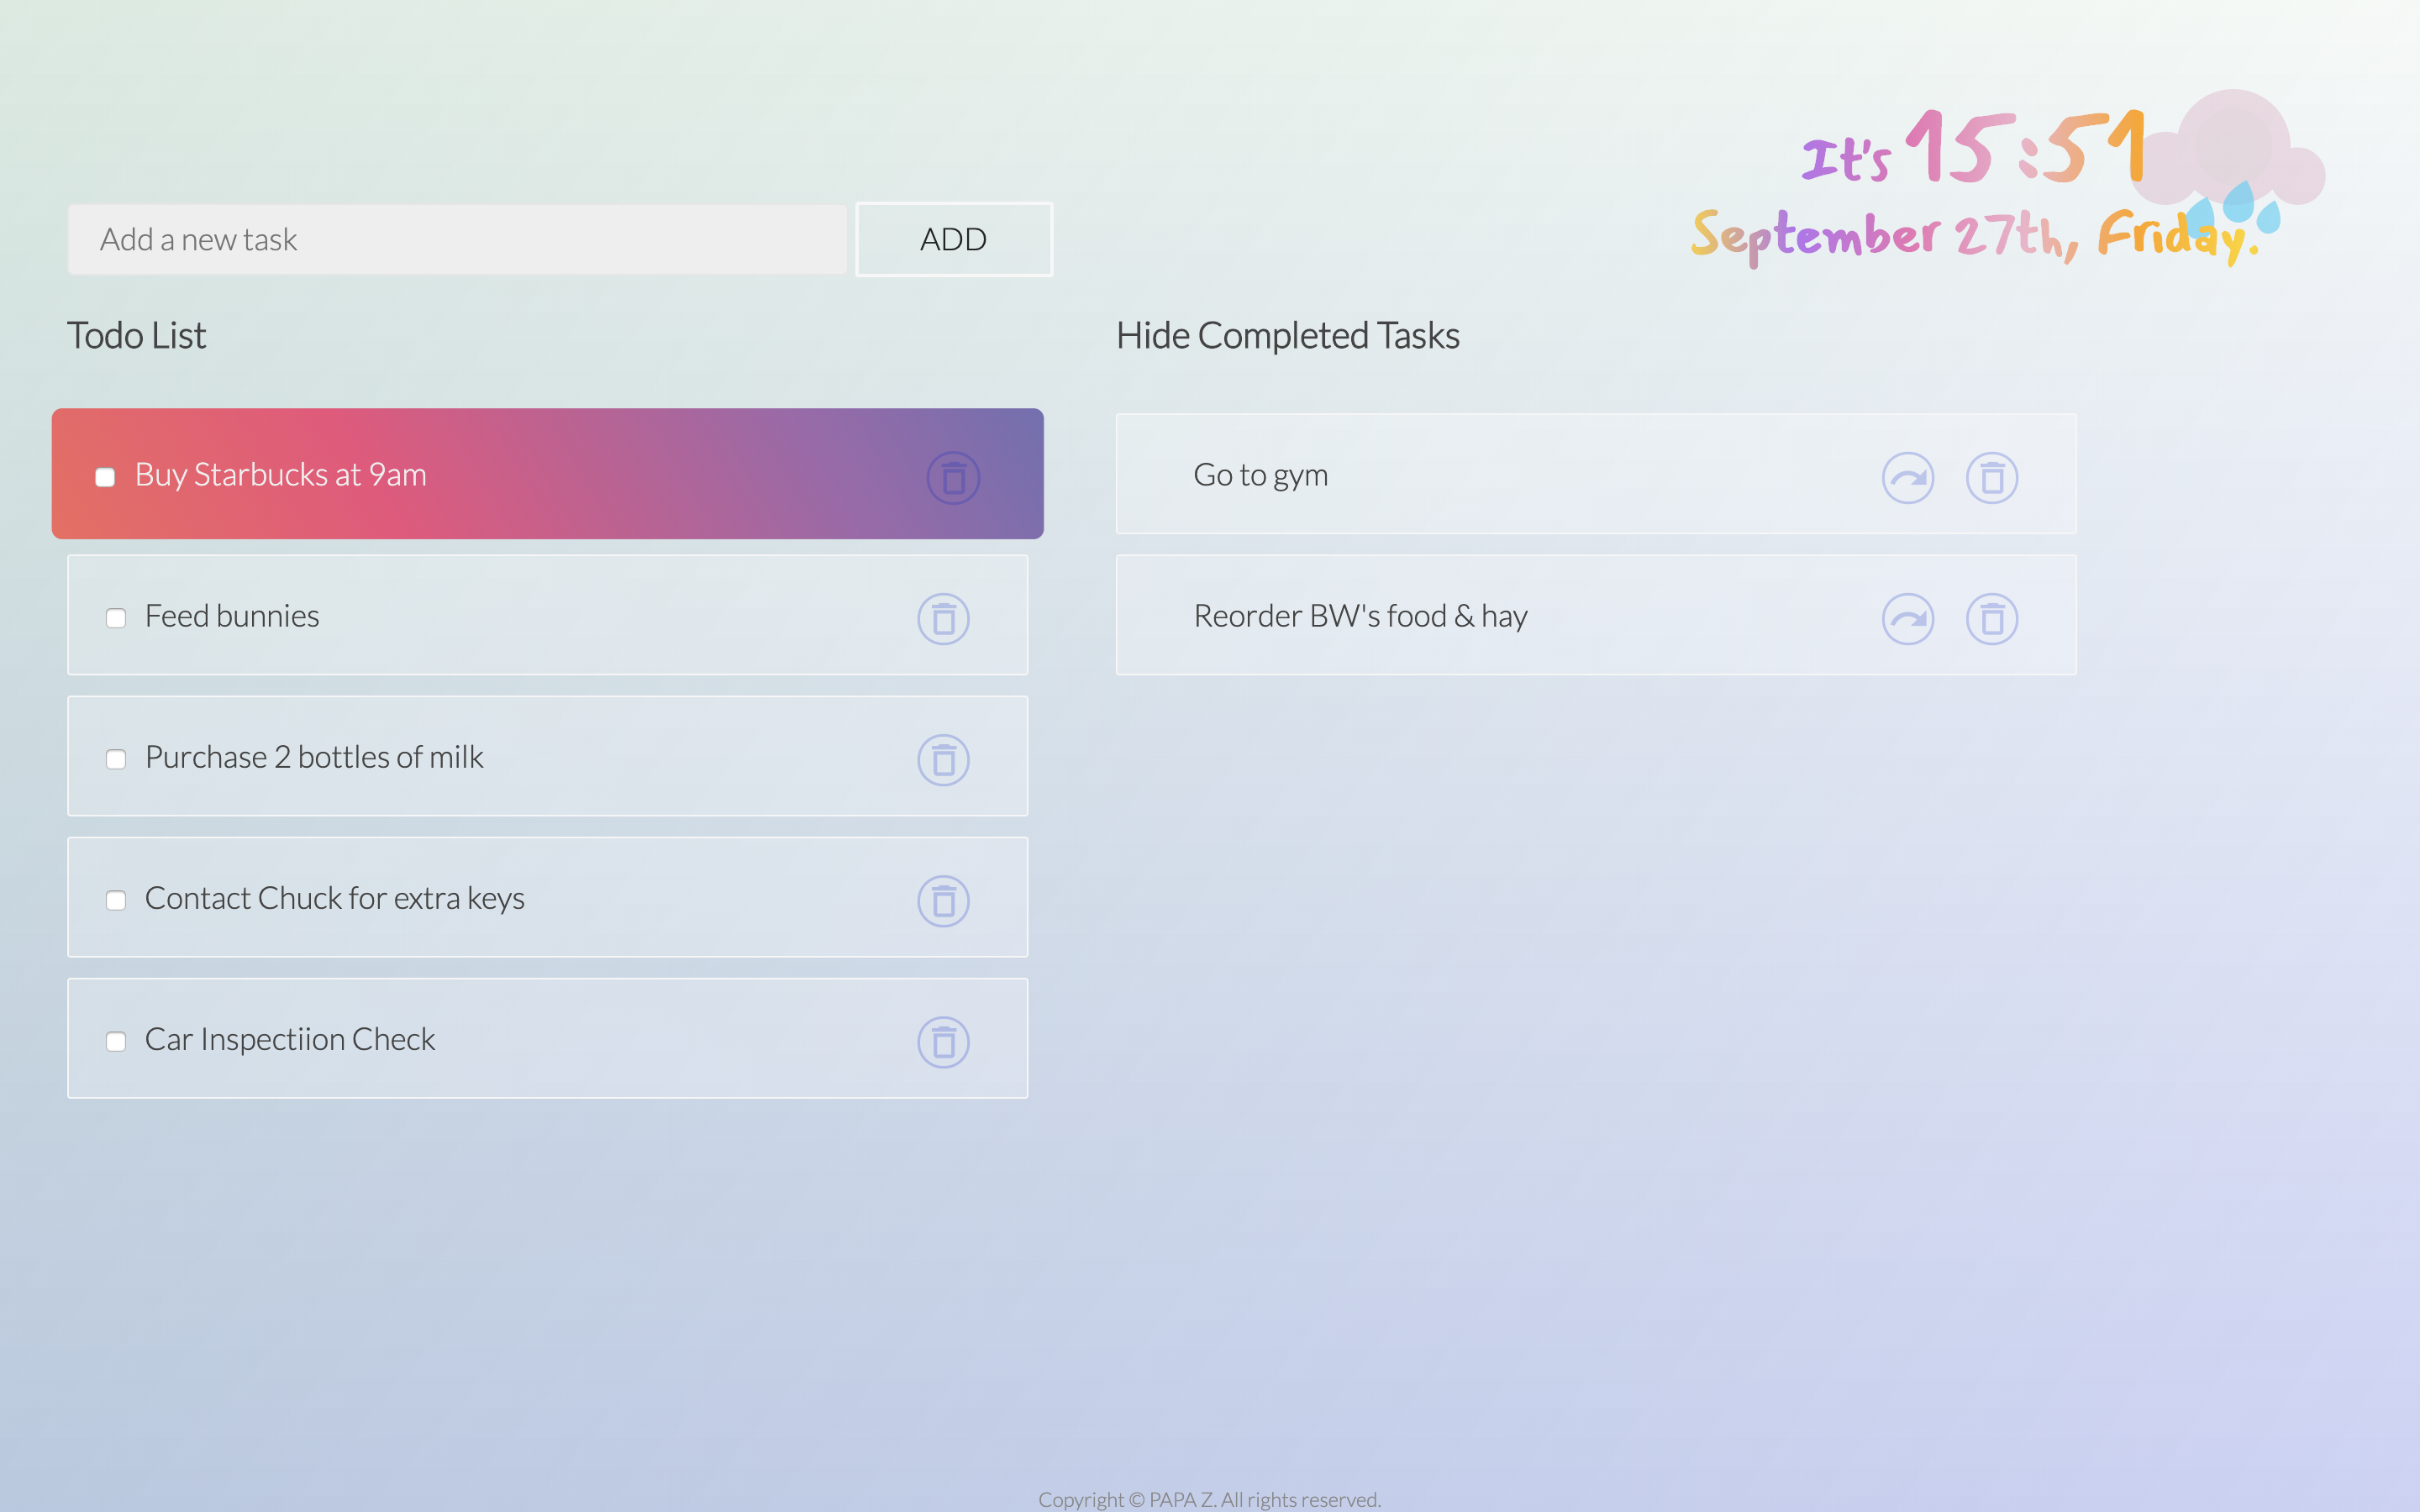 It's 15:51
September 27th, Friday.
Add a new task
ADD
Todo List
Hide Completed Tasks
Buy Starbucks at 9am
Feed bunnies
Purchase 2 bottles of milk
Contact Chuck for extra keys
Car Inspectiion Check
Go to gym
Reorder BW's food & hay
Copyright © PAPA Z. All rights reserved.